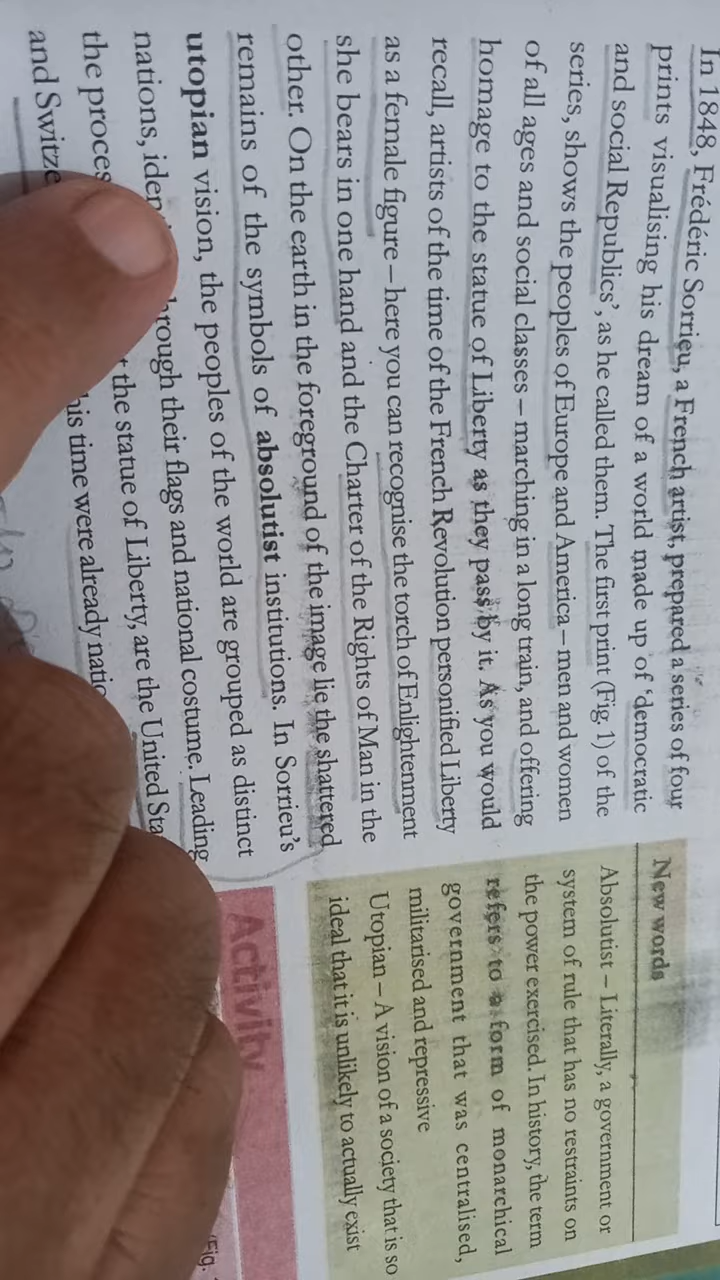 In 1848, Frédéric Sorrieu, a French artist, prepared a series of four
prints visualising his dream of a world made up of ‘democratic
and social Republics’, as he called them. The first print (Fig. 1) of the
series, shows the peoples of Europe and America – men and women
of all ages and social classes – marching in a long train, and offering
homage to the statue of Liberty as they pass by it. As you would
recall, artists of the time of the French Revolution personified Liberty
as a female figure – here you can recognise the torch of Enlightenment
she bears in one hand and the Charter of the Rights of Man in the
other. On the earth in the foreground of the image lie the shattered
remains of the symbols of absolutist institutions. In Sorrieu’s
utopian vision, the peoples of the world are grouped as distinct
nations, through their flags and national costume. Leading
the the statue of Liberty, are the United
and time were already
New words
Absolutist – Literally, a government or
system of rule that has no restraints on
the power exercised. In history, the term
refers to a form of monarchical
government that was centralised,
militarised and repressive
Utopian – A vision of a society that is so
ideal that it is unlikely to actually exist
Activity